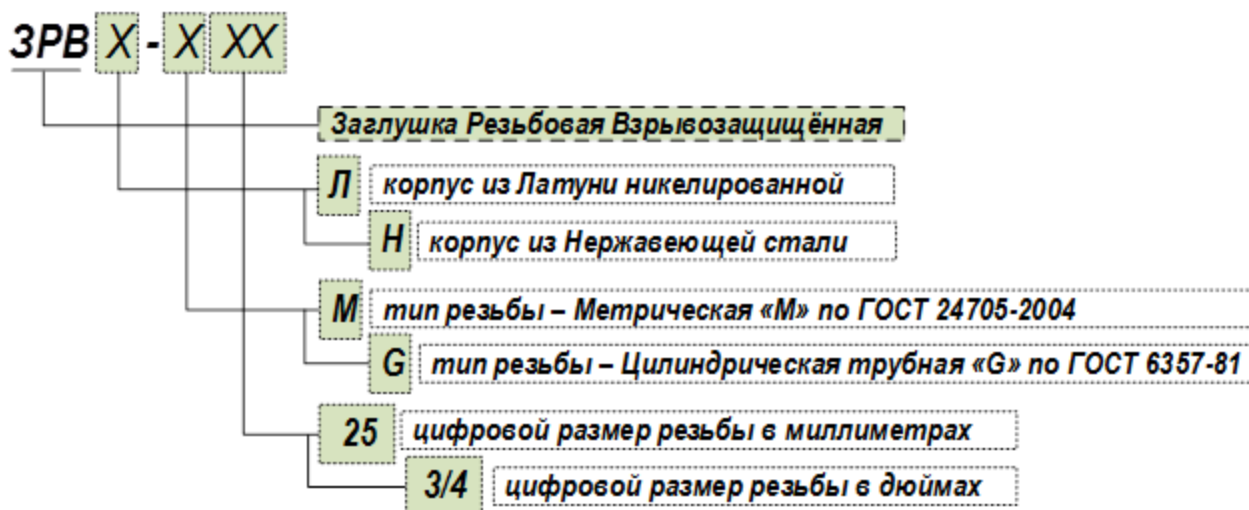 ЗРВ Х - Х ХХ
Заглушка Резьбовая Взрывозащищённая
Л корпус из Латуни никелированной
Н корпус из Нержавеющей стали
М тип резьбы – Метрическая «М» по ГОСТ 24705-2004
G тип резьбы – Цилиндрическая трубная «G» по ГОСТ 6357-81
25 цифровой размер резьбы в миллиметрах
3/4 цифровой размер резьбы в дюймах